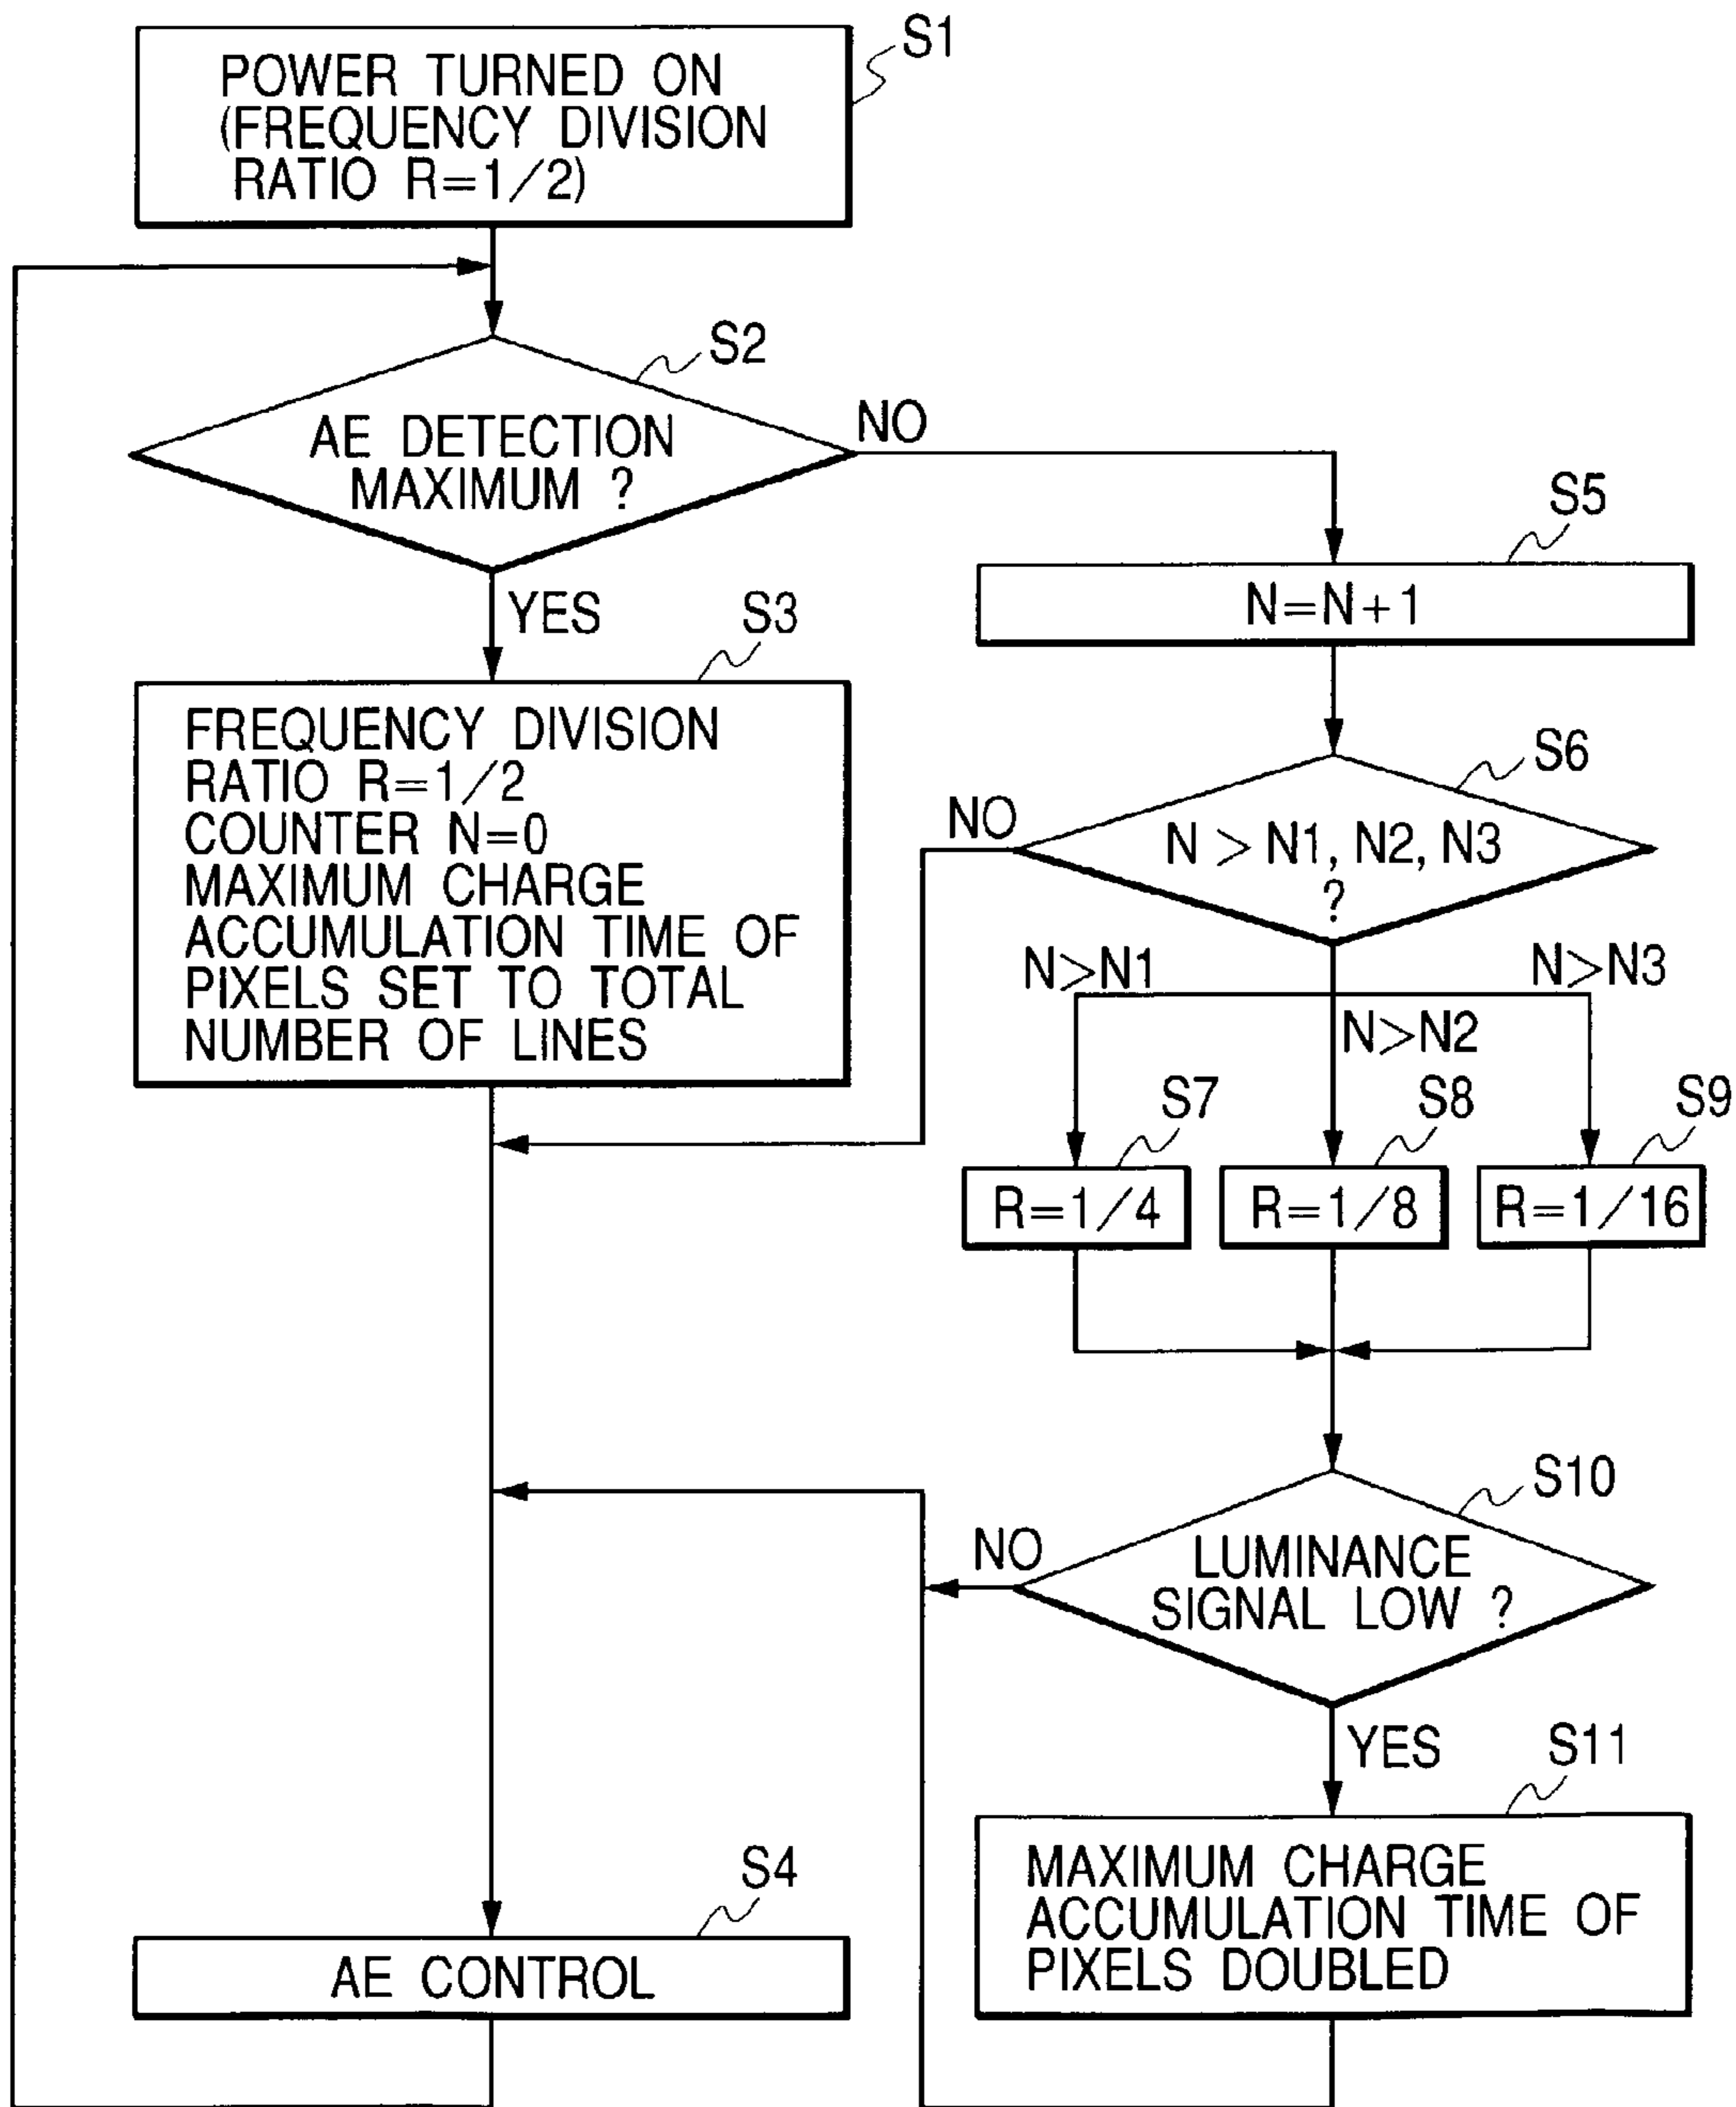 S1
POWER TURNED ON
(FREQUENCY DIVISION
RATIO R=1/2)
S2
AE DETECTION
MAXIMUM ?
NO
YES
S3
FREQUENCY DIVISION
RATIO R=1/2
COUNTER N=0
MAXIMUM CHARGE
ACCUMULATION TIME OF
PIXELS SET TO TOTAL
NUMBER OF LINES
S5
N=N+1
S6
NO
N > N1, N2, N3
?
N>N1
N>N2
N>N3
S7
R=1/4
S8
R=1/8
S9
R=1/16
S10
NO
LUMINANCE
SIGNAL LOW ?
YES
S11
MAXIMUM CHARGE
ACCUMULATION TIME OF
PIXELS DOUBLED
S4
AE CONTROL